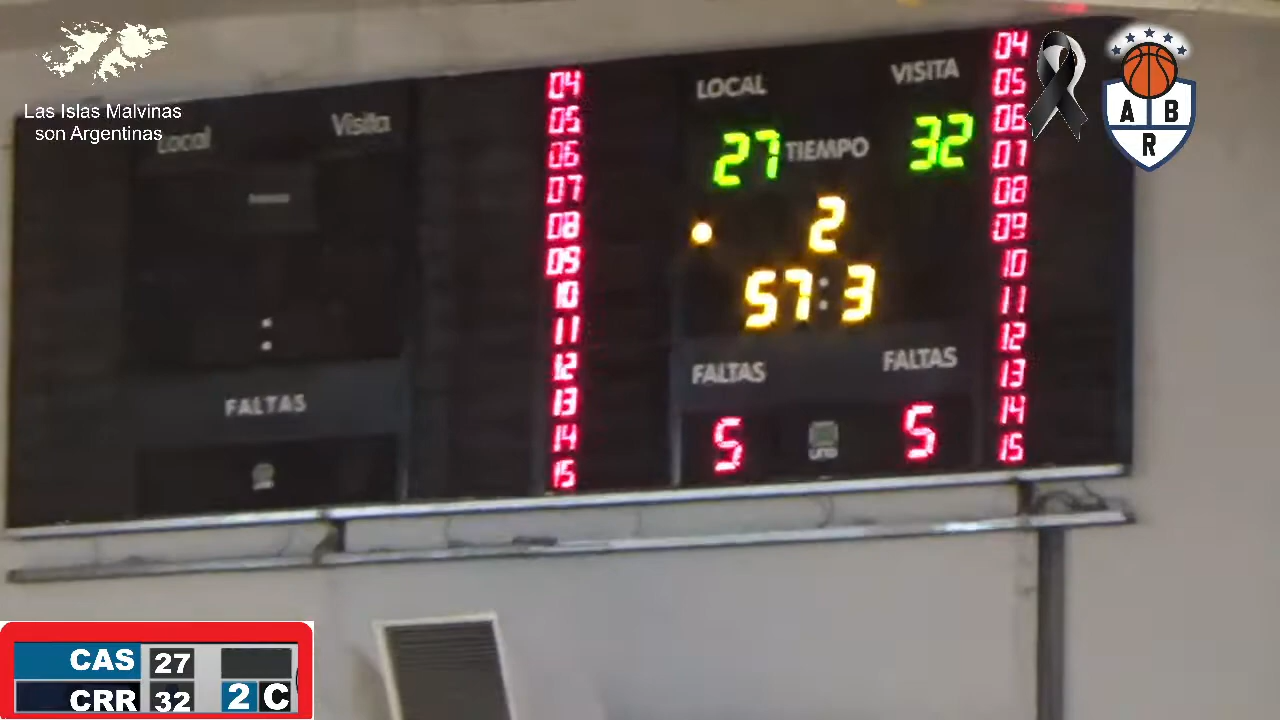 Las Islas Malvinas
son Argentinas
Local Visita
:
FALTAS
04
05
06
07
08
09
10
11
12
13
14
15
LOCAL VISITA
27 TIEMPO 32
2
57:3
FALTAS FALTAS
5 5
04
05
06
07
08
09
10
11
12
13
14
15
A B
R
CAS 27
CRR 32 2 C